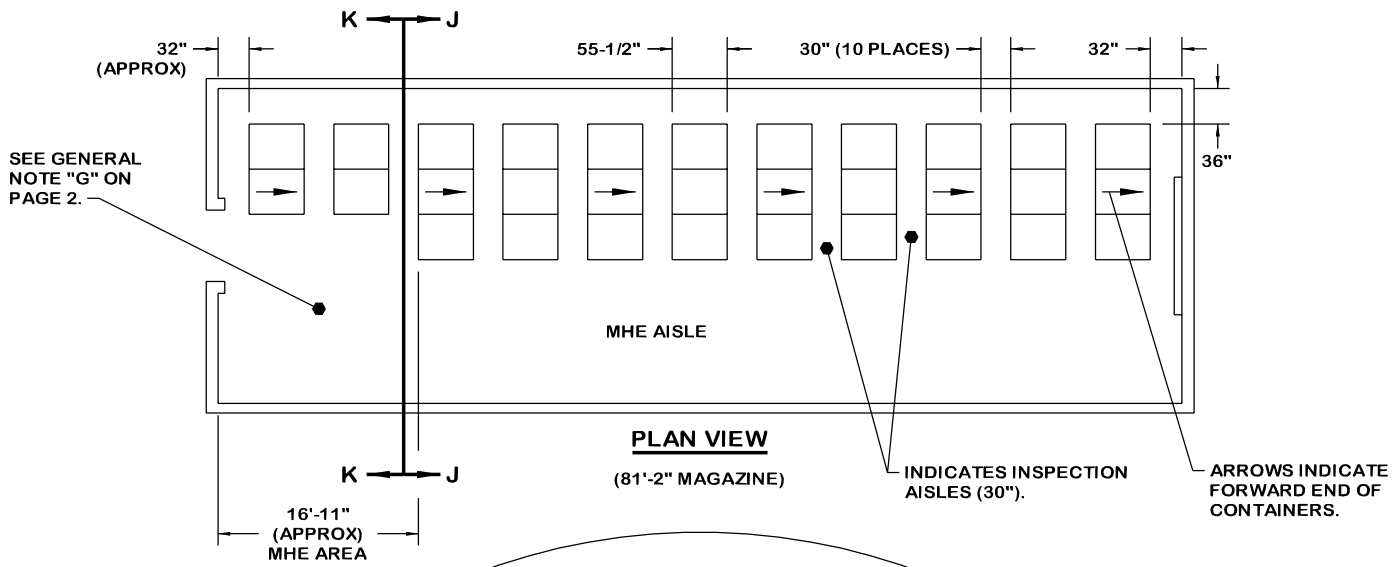 K J
32"
(APPROX)
55-1/2"
30" (10 PLACES)
32"
36"
SEE GENERAL
NOTE "G" ON
PAGE 2.
MHE AISLE
PLAN VIEW
(81'-2" MAGAZINE)
K J
INDICATES INSPECTION
AISLES (30").
ARROWS INDICATE
FORWARD END OF
CONTAINERS.
16'-11"
(APPROX)
MHE AREA